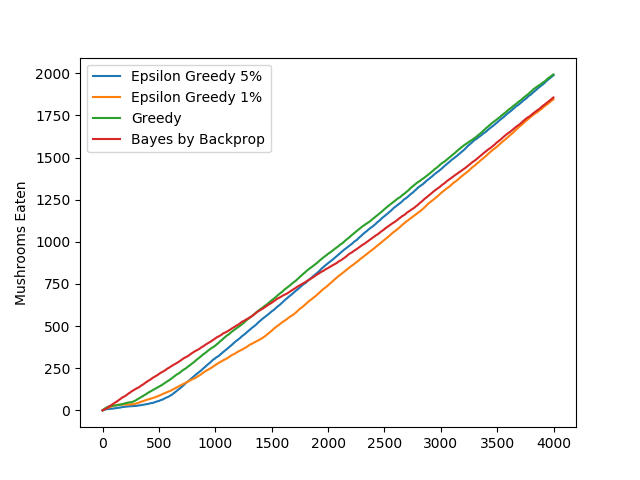 Epsilon Greedy 5%
Epsilon Greedy 1%
Greedy
Bayes by Backprop
Mushrooms Eaten
2000
1750
1500
1250
1000
750
500
250
0
0 500 1000 1500 2000 2500 3000 3500 4000